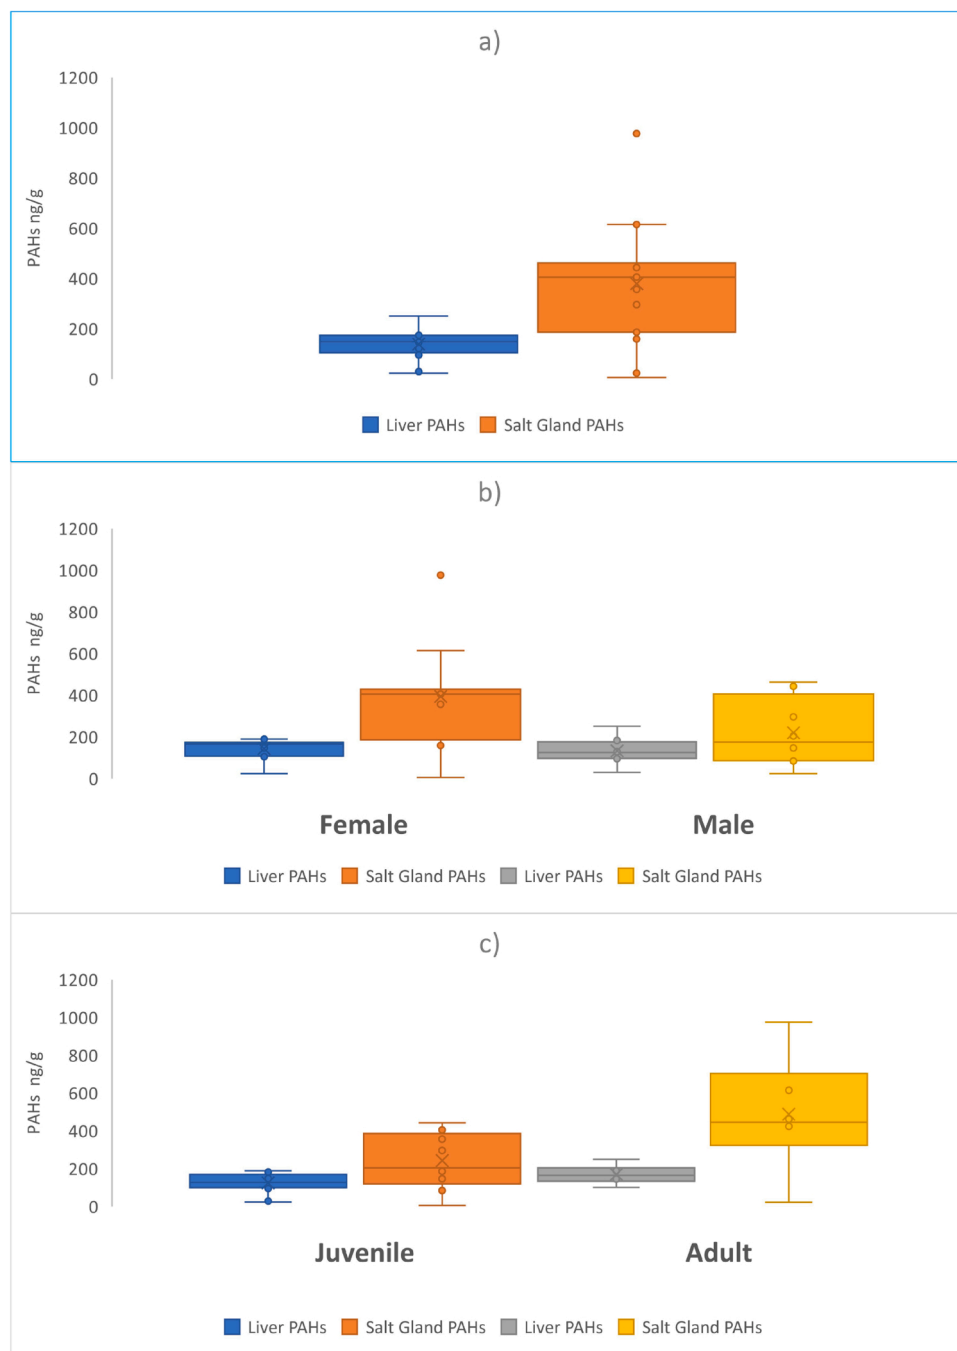 a)
1200
1000
800
600
400
200
0
PAHs ng/g
Liver PAHs Salt Gland PAHs
b)
1200
1000
800
600
400
200
0
PAHs ng/g
Female Male
Liver PAHs Salt Gland PAHs Liver PAHs Salt Gland PAHs
c)
1200
1000
800
600
400
200
0
PAHs ng/g
Juvenile Adult
Liver PAHs Salt Gland PAHs Liver PAHs Salt Gland PAHs